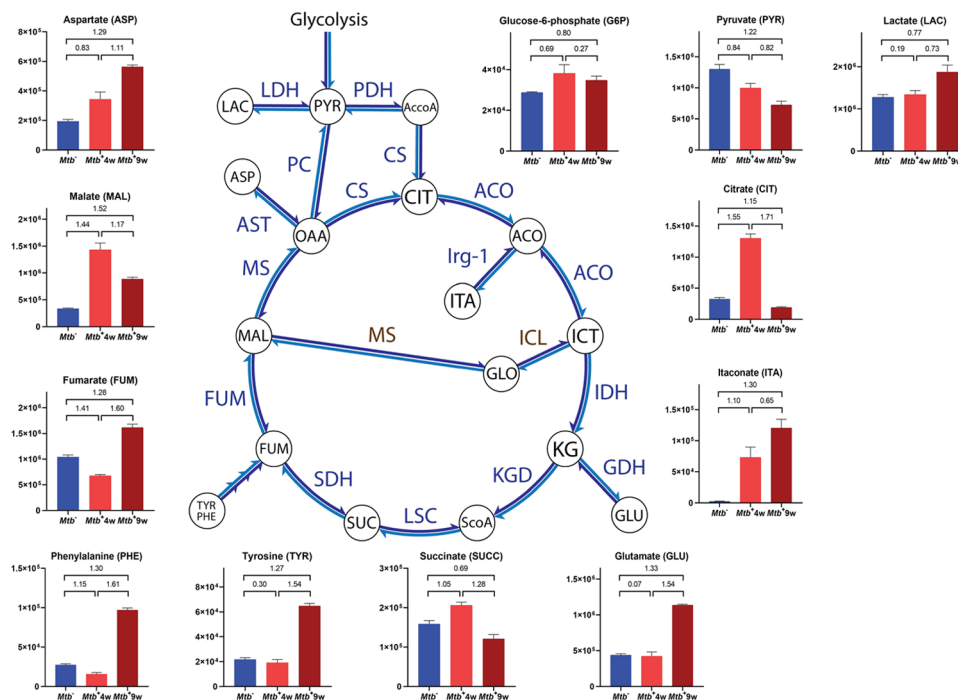 Aspartate (ASP)
1.29
0.83
1.11
8*10⁵
6*10⁵
4*10⁵
2*10⁵
0
Mtb⁻
Mtb⁺4w
Mtb⁺9w
Malate (MAL)
1.52
1.44
1.17
2*10⁶
1.5*10⁶
1*10⁶
5*10⁵
0
Mtb⁻
Mtb⁺4w
Mtb⁺9w
Fumarate (FUM)
1.28
1.41
1.60
2*10⁶
1.5*10⁶
1*10⁶
5*10⁵
0
Mtb⁻
Mtb⁺4w
Mtb⁺9w
Glycolysis
LDH
PDH
LAC
PYR
AccoA
PC
CS
ASP
CS
CIT
ACO
AST
OAA
ACO
Irg-1
MS
ITA
ACO
MAL
MS
ICL
ICT
GLO
FUM
IDH
FUM
KG
SDH
KGD
GDH
TYR
PHE
SUC
LSC
ScoA
GLU
Glucose-6-phosphate (G6P)
0.80
0.69
0.27
4*10⁴
2*10⁴
0
Mtb⁻
Mtb⁺4w
Mtb⁺9w
Pyruvate (PYR)
1.22
0.84
0.82
1.5*10⁶
1*10⁶
5*10⁵
0
Mtb⁻
Mtb⁺4w
Mtb⁺9w
Lactate (LAC)
0.77
0.19
0.73
2*10⁶
1*10⁶
0
Mtb⁻
Mtb⁺4w
Mtb⁺9w
Citrate (CIT)
1.15
1.55
1.71
1.5*10⁶
1*10⁶
5*10⁵
0
Mtb⁻
Mtb⁺4w
Mtb⁺9w
Itaconate (ITA)
1.30
1.10
0.65
1.5*10⁵
1*10⁵
5*10⁴
0
Mtb⁻
Mtb⁺4w
Mtb⁺9w
Phenylalanine (PHE)
1.30
1.15
1.61
1*10⁵
5*10⁴
0
Mtb⁻
Mtb⁺4w
Mtb⁺9w
Tyrosine (TYR)
1.27
0.30
1.54
8*10⁴
6*10⁴
4*10⁴
2*10⁴
0
Mtb⁻
Mtb⁺4w
Mtb⁺9w
Succinate (SUCC)
0.69
1.05
1.28
3*10⁵
2*10⁵
1*10⁵
0
Mtb⁻
Mtb⁺4w
Mtb⁺9w
Glutamate (GLU)
1.33
0.07
1.54
1.5*10⁶
1*10⁶
5*10⁵
0
Mtb⁻
Mtb⁺4w
Mtb⁺9w